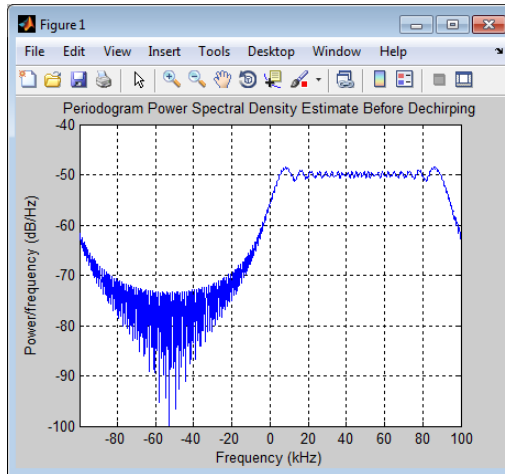 Figure 1
File Edit View Insert Tools Desktop Window Help
Periodogram Power Spectral Density Estimate Before Dechirping
-40
-50
-60
-70
-80
-90
-100
Power/frequency (dB/Hz)
-80 -60 -40 -20 0 20 40 60 80 100
Frequency (kHz)